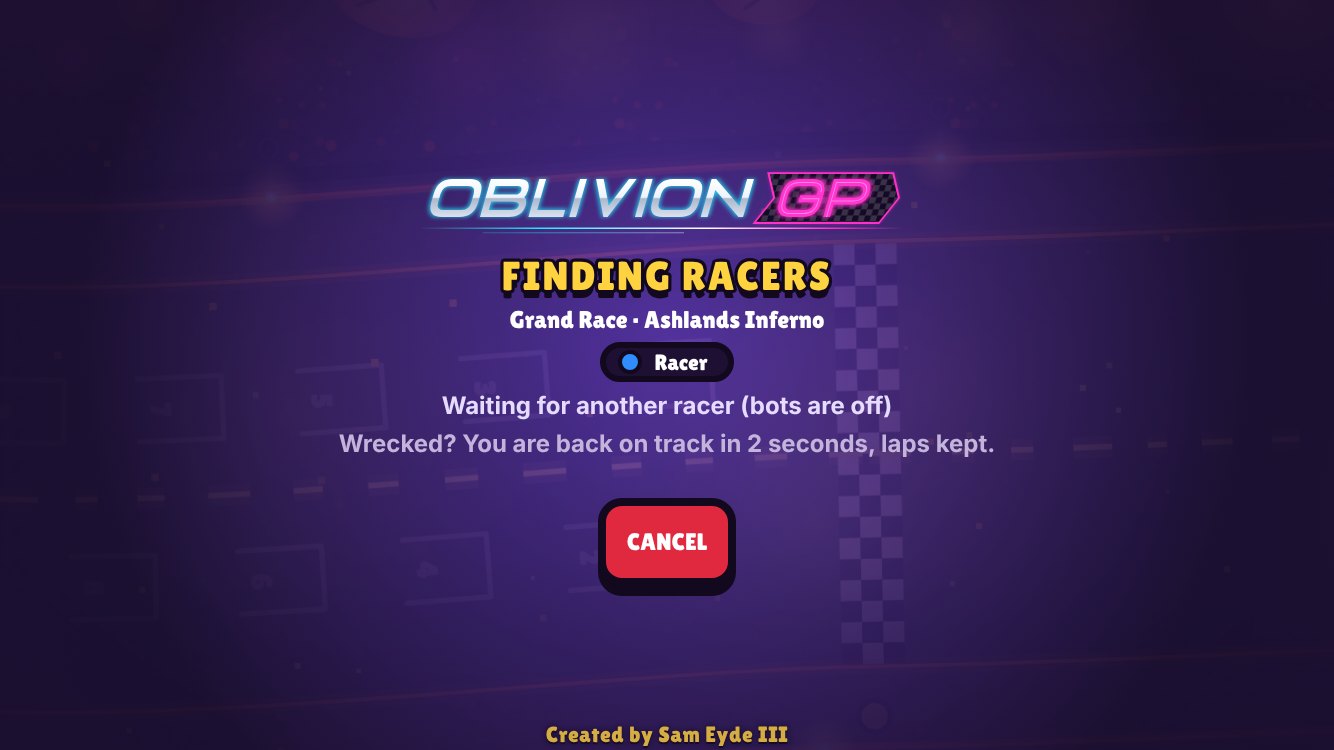 OBLIVION GP
FINDING RACERS
Grand Race · Ashlands Inferno
Racer
Waiting for another racer (bots are off)
Wrecked? You are back on track in 2 seconds, laps kept.
CANCEL
Created by Sam Eyde III